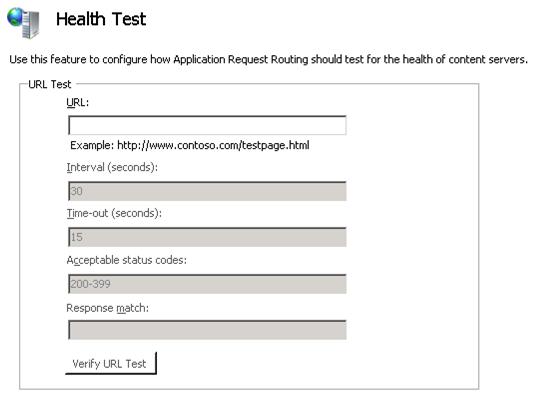 Health Test
Use this feature to configure how Application Request Routing should test for the health of content servers.
URL Test
URL:
Example: http://www.contoso.com/testpage.html
Interval (seconds):
30
Time-out (seconds):
15
Acceptable status codes:
200-399
Response match:
Verify URL Test